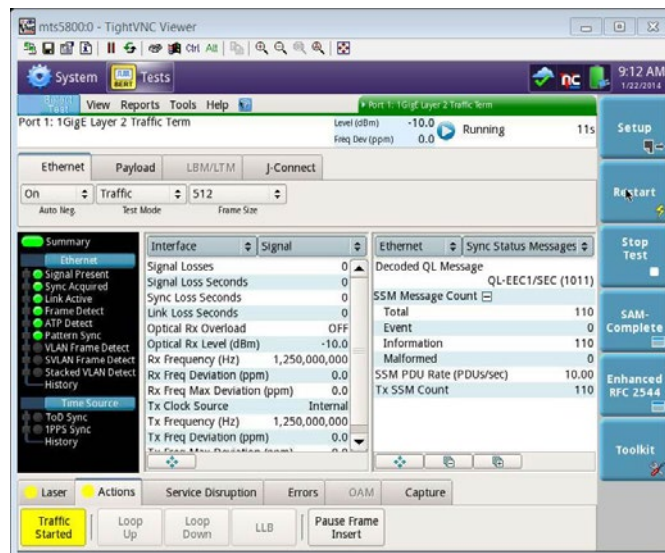 mts5800:0 - TightVNC Viewer
Ctrl Alt
System
BERT
Tests
9:12 AM
1/22/2014
View Reports Tools Help
Port 1: 1GigE Layer 2 Traffic Term
Port 1: 1GigE Layer 2 Traffic Term
Level (dBm) -10.0
Freq Dev (ppm) 0.0
Running 11s
Setup
Restart
Stop Test
SAM-Complete
Enhanced RFC 2544
Toolkit
Ethernet Payload LBM/LTM J-Connect
On Traffic 512
Auto Neg. Test Mode Frame Size
Summary
Ethernet
Signal Present
Sync Acquired
Link Active
Frame Detect
ATP Detect
Pattern Sync
VLAN Frame Detect
SVLAN Frame Detect
Stacked VLAN Detect
History
Time Source
ToD Sync
1PPS Sync
History
Interface Signal
Signal Losses 0
Signal Loss Seconds 0
Sync Loss Seconds 0
Link Loss Seconds 0
Optical Rx Overload OFF
Optical Rx Level (dBm) -10.0
Rx Frequency (Hz) 1,250,000,000
Rx Freq Deviation (ppm) 0.0
Rx Freq Max Deviation (ppm) 0.0
Tx Clock Source Internal
Tx Frequency (Hz) 1,250,000,000
Tx Freq Deviation (ppm) 0.0
Tx Freq Max Deviation (ppm) 0.0
Ethernet Sync Status Messages
Decoded QL Message
QL-EEC1/SEC (1011)
SSM Message Count
Total 110
Event 0
Information 110
Malformed 0
SSM PDU Rate (PDUs/sec) 10.00
Tx SSM Count 110
Laser Actions Service Disruption Errors OAM Capture
Traffic Started
Loop Up
Loop Down
LLB
Pause Frame Insert